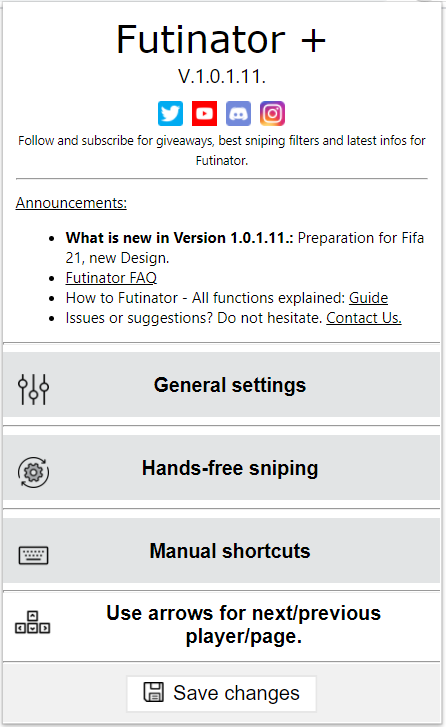 Futinator +
V.1.0.1.11.
Follow and subscribe for giveaways, best sniping filters and latest infos for
Futinator.
Announcements:
What is new in Version 1.0.1.11.: Preparation for Fifa
21, new Design.
Futinator FAQ
How to Futinator - All functions explained: Guide
Issues or suggestions? Do not hesitate. Contact Us.
General settings
Hands-free sniping
Manual shortcuts
Use arrows for next/previous
player/page.
Save changes